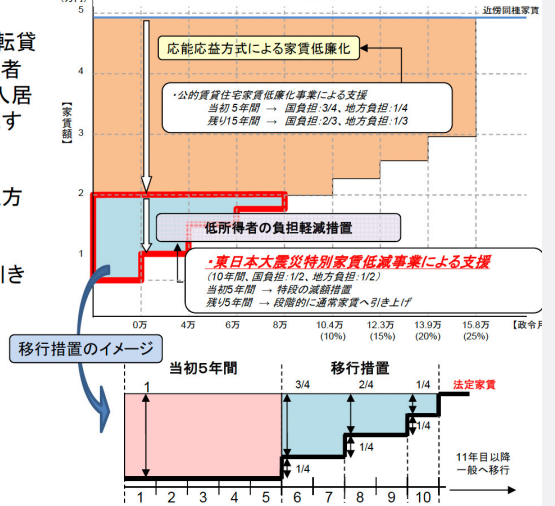 5
近傍同種家賃
転貸
者
入居
す
応能応益方式による家賃低廉化
4
・公的賃貸住宅家賃低廉化事業による支援
当初5年間 → 国負担:3/4、地方負担:1/4
残り15年間 → 国負担:2/3、地方負担:1/3
【家賃額】
3
2
方
低所得者の負担軽減措置
1
・東日本大震災特別家賃低減事業による支援
(10年間、国負担:1/2、地方負担:1/2)
当初5年間 → 特段の減額措置
残り5年間 → 段階的に通常家賃へ引き上げ
引き
0万 4万 6万 8万 10.4万 12.3万 13.9万 15.8万 【政令月
(10%) (15%) (20%) (25%)
移行措置のイメージ
当初5年間 移行措置
1 3/4 2/4 1/4 法定家賃
1/4
1/4
1/4
11年目以降
一般へ移行
1 2 3 4 5 6 7 8 9 10